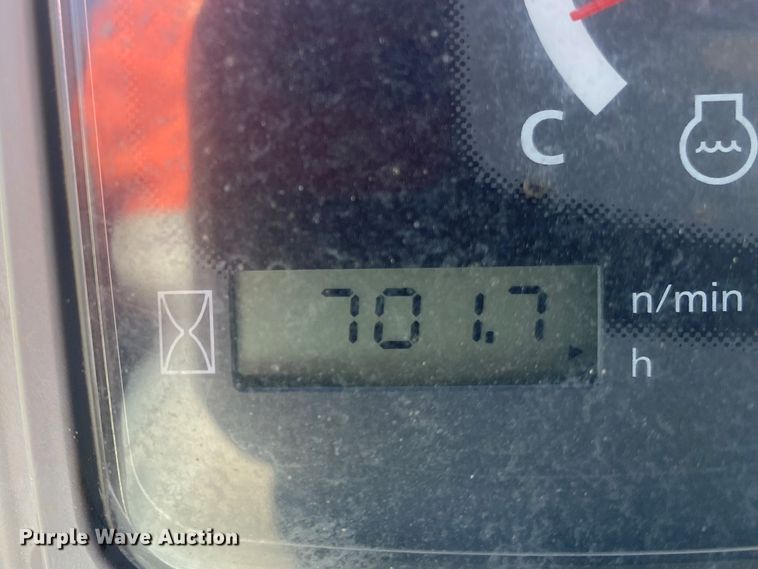 C
701.7
n/min
h
Purple Wave Auction